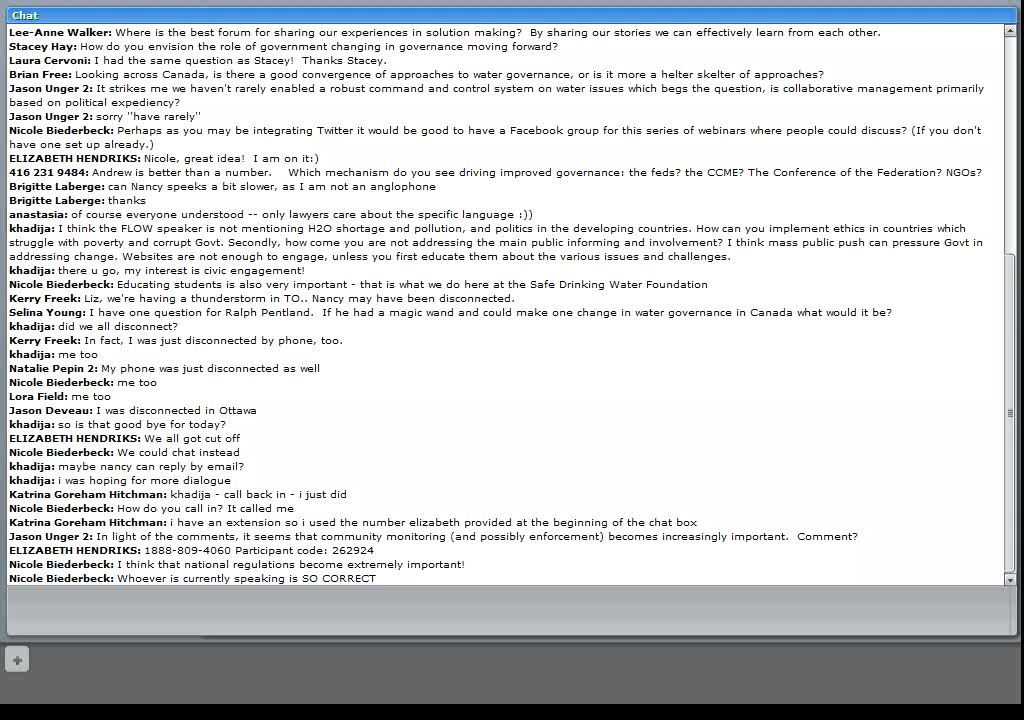 Chat
Lee-Anne Walker: Where is the best forum for sharing our experiences in solution making?  By sharing our stories we can effectively learn from each other.
Stacey Hay: How do you envision the role of government changing in governance moving forward?
Laura Cervoni: I had the same question as Stacey!  Thanks Stacey.
Brian Free: Looking across Canada, is there a good convergence of approaches to water governance, or is it more a helter skelter of approaches?
Jason Unger 2: It strikes me we haven't rarely enabled a robust command and control system on water issues which begs the question, is collaborative management primarily
based on political expediency?
Jason Unger 2: sorry "have rarely"
Nicole Biederbeck: Perhaps as you may be integrating Twitter it would be good to have a Facebook group for this series of webinars where people could discuss? (If you don't
have one set up already.)
ELIZABETH HENDRIKS: Nicole, great idea!  I am on it:)
416 231 9484: Andrew is better than a number.    Which mechanism do you see driving improved governance: the feds? the CCME? The Conference of the Federation? NGOs?
Brigitte Laberge: can Nancy speeks a bit slower, as I am not an anglophone
Brigitte Laberge: thanks
anastasia: of course everyone understood -- only lawyers care about the specific language :))
khadija: I think the FLOW speaker is not mentioning H2O shortage and pollution, and politics in the developing countries. How can you implement ethics in countries which
struggle with poverty and corrupt Govt. Secondly, how come you are not addressing the main public informing and involvement? I think mass public push can pressure Govt in
addressing change. Websites are not enough to engage, unless you first educate them about the various issues and challenges.
khadija: there u go, my interest is civic engagement!
Nicole Biederbeck: Educating students is also very important - that is what we do here at the Safe Drinking Water Foundation
Kerry Freek: Liz, we're having a thunderstorm in TO.. Nancy may have been disconnected.
Selina Young: I have one question for Ralph Pentland.  If he had a magic wand and could make one change in water governance in Canada what would it be?
khadija: did we all disconnect?
Kerry Freek: In fact, I was just disconnected by phone, too.
khadija: me too
Natalie Pepin 2: My phone was just disconnected as well
Nicole Biederbeck: me too
Lora Field: me too
Jason Deveau: I was disconnected in Ottawa
khadija: so is that good bye for today?
ELIZABETH HENDRIKS: We all got cut off
Nicole Biederbeck: We could chat instead
khadija: maybe nancy can reply by email?
khadija: i was hoping for more dialogue
Katrina Goreham Hitchman: khadija - call back in - i just did
Nicole Biederbeck: How do you call in? It called me
Katrina Goreham Hitchman: i have an extension so i used the number elizabeth provided at the beginning of the chat box
Jason Unger 2: In light of the comments, it seems that community monitoring (and possibly enforcement) becomes increasingly important.  Comment?
ELIZABETH HENDRIKS: 1888-809-4060 Participant code: 262924
Nicole Biederbeck: I think that national regulations become extremely important!
Nicole Biederbeck: Whoever is currently speaking is SO CORRECT